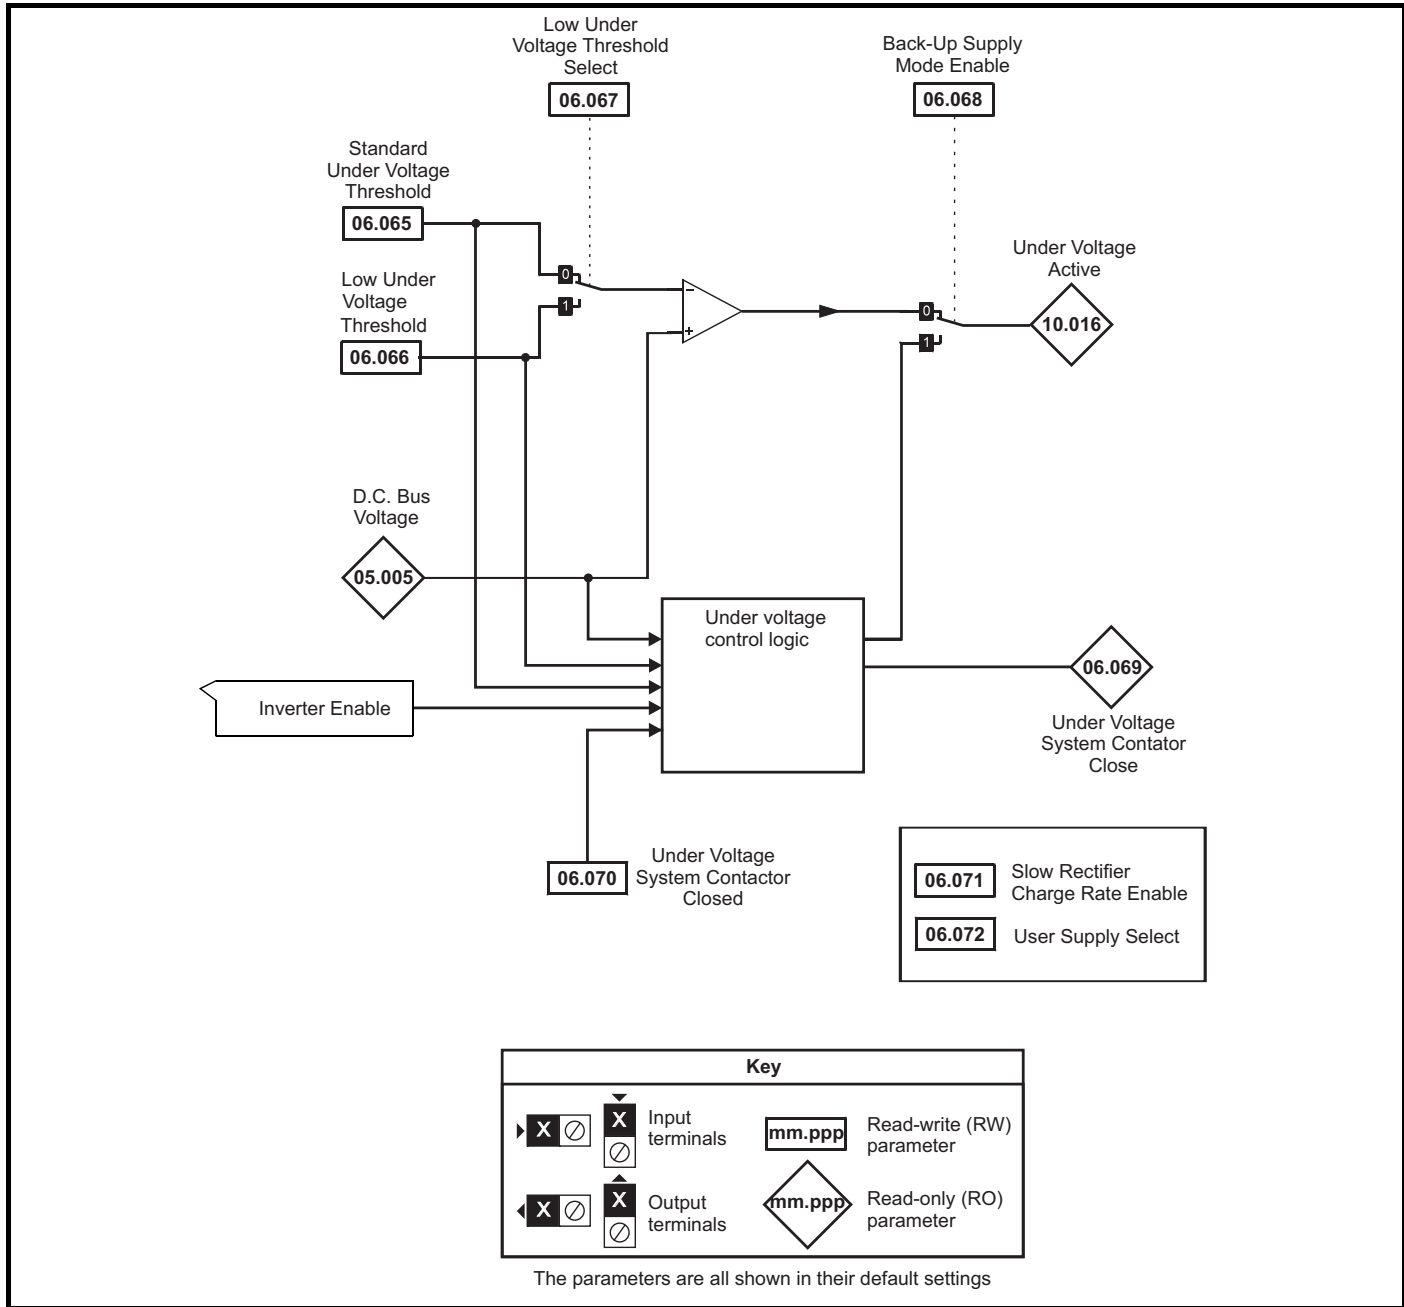 Low Under
Voltage Threshold
Select
06.067
Back-Up Supply
Mode Enable
06.068
Standard
Under Voltage
Threshold
06.065
0
1
Low Under
Voltage
Threshold
06.066
−
+
0
1
Under Voltage
Active
10.016
D.C. Bus
Voltage
05.005
Under voltage
control logic
Inverter Enable
06.069
Under Voltage
System Contator
Close
06.070
Under Voltage
System Contactor
Closed
06.071
Slow Rectifier
Charge Rate Enable
06.072
User Supply Select
Key
X
X
Input
terminals
mm.ppp
Read-write (RW)
parameter
X
X
Output
terminals
mm.ppp
Read-only (RO)
parameter
The parameters are all shown in their default settings